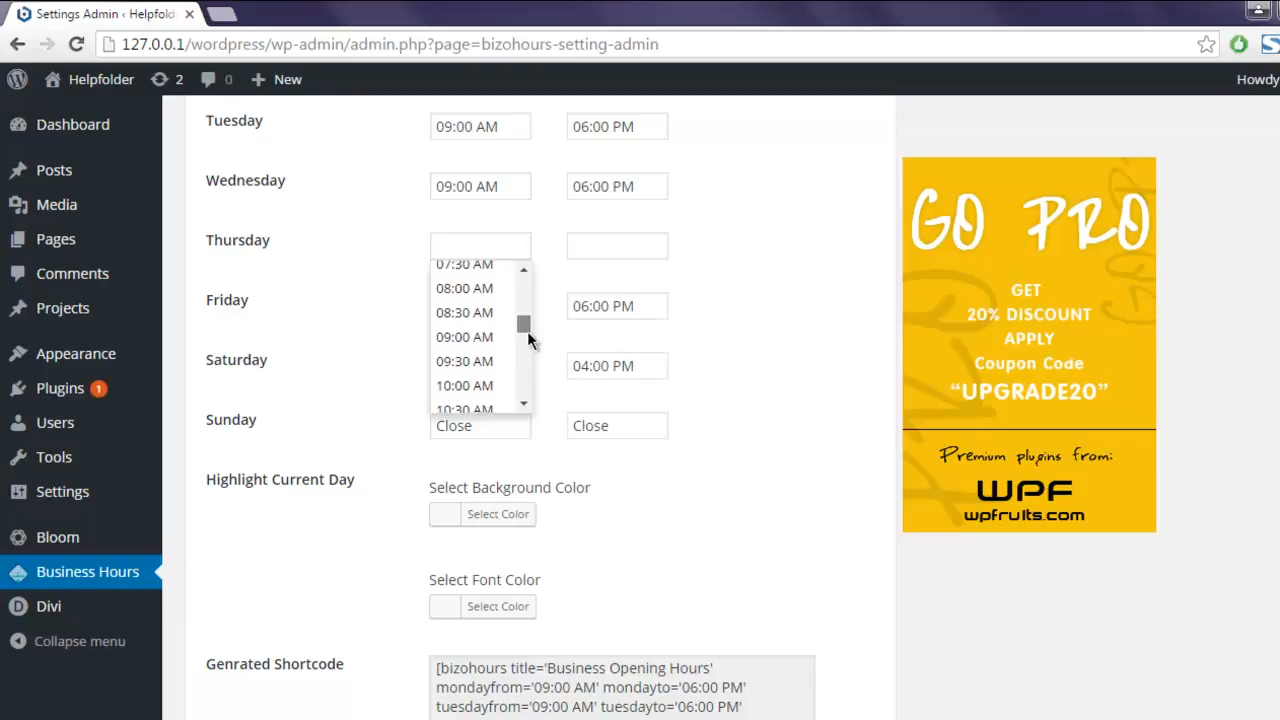 Settings Admin ‹ Helpfold
127.0.0.1/wordpress/wp-admin/admin.php?page=bizohours-setting-admin
Helpfolder 2 0 New Howdy
Dashboard
Posts
Media
Pages
Comments
Projects
Appearance
Plugins 1
Users
Tools
Settings
Bloom
Business Hours
Divi
Collapse menu
Tuesday 09:00 AM 06:00 PM
Wednesday 09:00 AM 06:00 PM
Thursday
07:30 AM
08:00 AM
08:30 AM
09:00 AM
09:30 AM
10:00 AM
10:30 AM
Friday 06:00 PM
Saturday 04:00 PM
Sunday Close Close
Highlight Current Day
Select Background Color
Select Color
Select Font Color
Select Color
Genrated Shortcode
[bizohours title='Business Opening Hours'
mondayfrom='09:00 AM' mondayto='06:00 PM'
tuesdayfrom='09:00 AM' tuesdayto='06:00 PM'
GO PRO
GET
20% DISCOUNT
APPLY
Coupon Code
“UPGRADE20”
Premium plugins from:
WPF
wpfruits.com